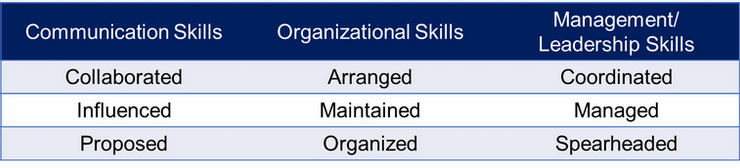 Communication Skills Organizational Skills Management/
Leadership Skills
Collaborated Arranged Coordinated
Influenced Maintained Managed
Proposed Organized Spearheaded